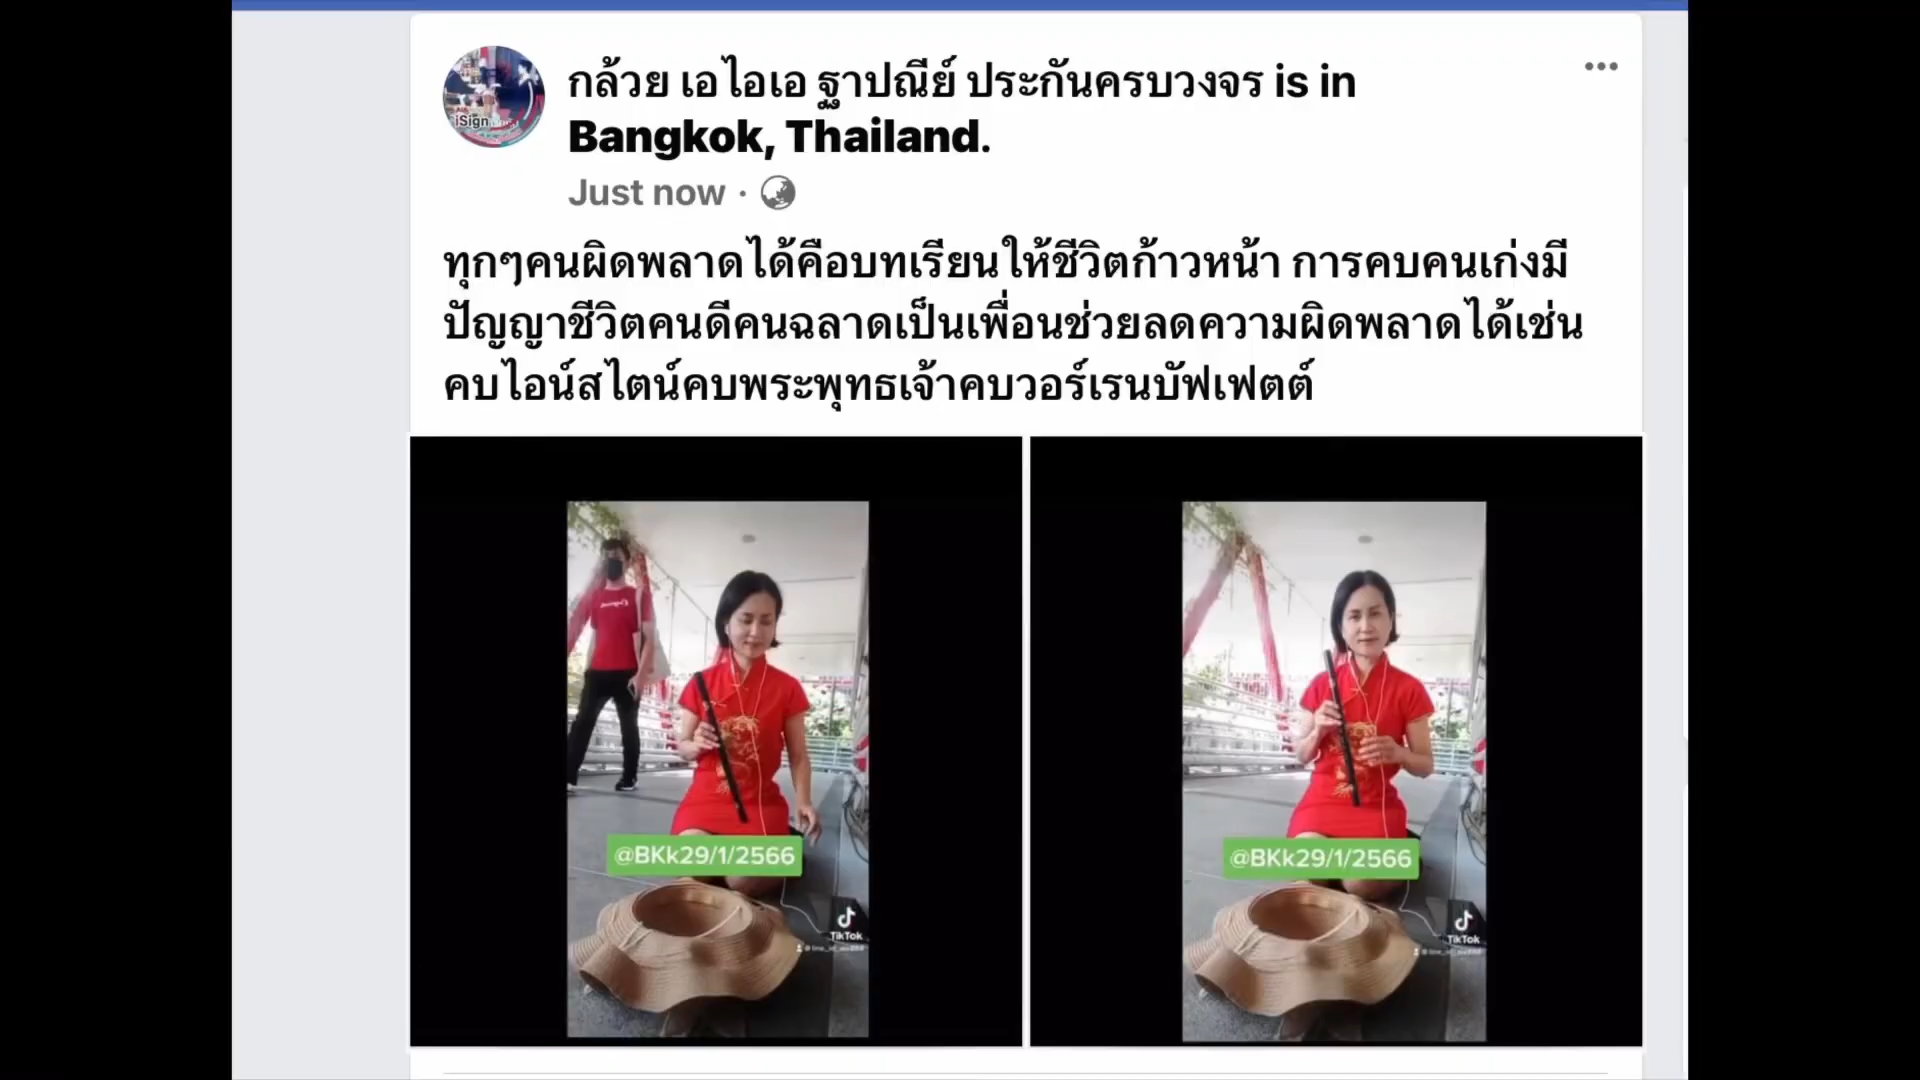 กล้วย เอไอเอ ฐาปณีย์ ประกันครบวงจร is in
Bangkok, Thailand.
Just now ·
ทุกๆคนผิดพลาดได้คือบทเรียนให้ชีวิตก้าวหน้า การคบคนเก่งมี
ปัญญาชีวิตคนดีคนฉลาดเป็นเพื่อนช่วยลดความผิดพลาดได้เช่น
คบไอน์สไตน์คบพระพุทธเจ้าคบวอร์เรนบัฟเฟตต์
iSign
@BKk29/1/2566
TikTok
@BKk29/1/2566
TikTok